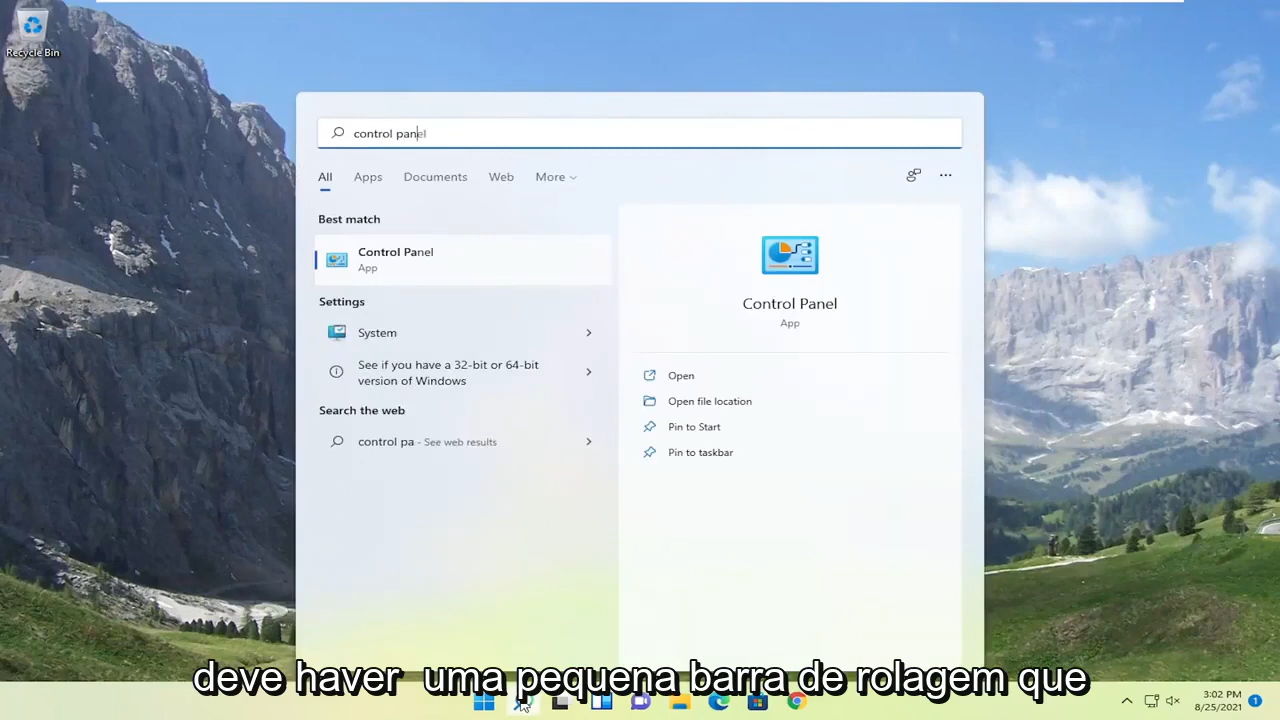 Recycle Bin
control panel
All Apps Documents Web More
Best match
Control Panel
App
Settings
System
See if you have a 32-bit or 64-bit
version of Windows
Search the web
control pa - See web results
Control Panel
App
Open
Open file location
Pin to Start
Pin to taskbar
deve haver uma pequena barra de rolagem que
3:02 PM
8/25/2021
1